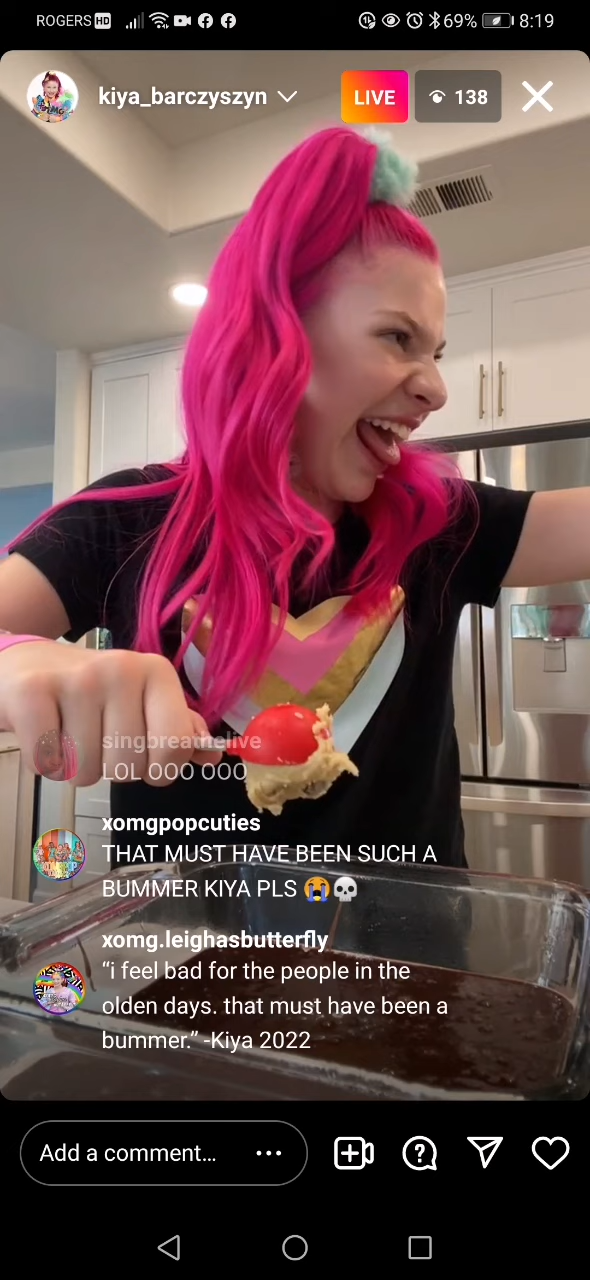 ROGERS HD 69% 8:19
kiya_barczyszyn LIVE 138
singbreathelive
LOL OOO OOO
xomgpopcuties
THAT MUST HAVE BEEN SUCH A
BUMMER KIYA PLS 😭💀
xomg.leighasbutterfly
“i feel bad for the people in the
olden days. that must have been a
bummer.” -Kiya 2022
Add a comment...